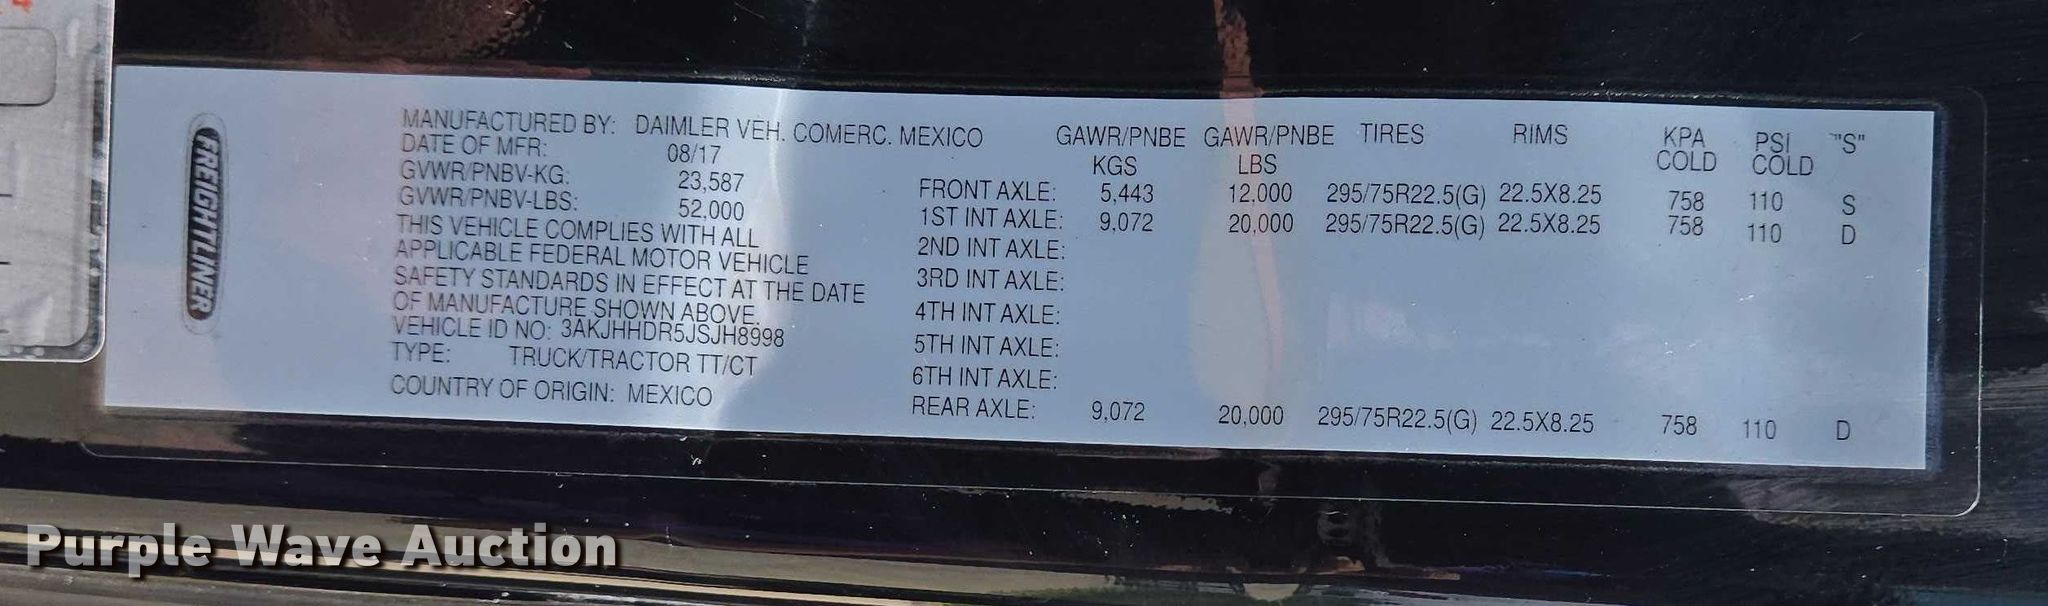 FREIGHTLINER
MANUFACTURED BY: DAIMLER VEH. COMERC. MEXICO
DATE OF MFR: 08/17
GVWR/PNBV-KG: 23,587
GVWR/PNBV-LBS: 52,000
THIS VEHICLE COMPLIES WITH ALL
APPLICABLE FEDERAL MOTOR VEHICLE
SAFETY STANDARDS IN EFFECT AT THE DATE
OF MANUFACTURE SHOWN ABOVE.
VEHICLE ID NO: 3AKJHHDR5JSJH8998
TYPE: TRUCK/TRACTOR TT/CT
COUNTRY OF ORIGIN: MEXICO
GAWR/PNBE GAWR/PNBE TIRES RIMS KPA PSI "S"
KGS LBS COLD COLD
FRONT AXLE: 5,443 12,000 295/75R22.5(G) 22.5X8.25 758 110 S
1ST INT AXLE: 9,072 20,000 295/75R22.5(G) 22.5X8.25 758 110 D
2ND INT AXLE:
3RD INT AXLE:
4TH INT AXLE:
5TH INT AXLE:
6TH INT AXLE:
REAR AXLE: 9,072 20,000 295/75R22.5(G) 22.5X8.25 758 110 D
Purple Wave Auction